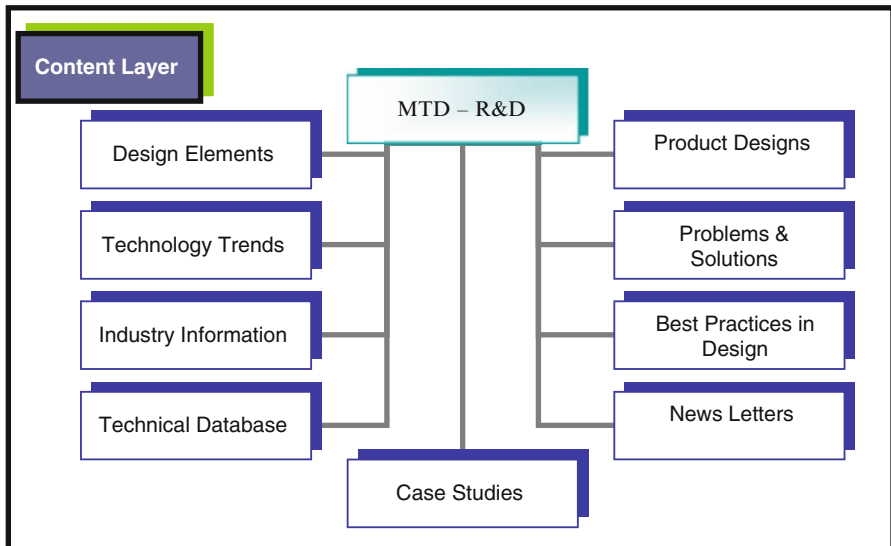 Content Layer
MTD – R&D
Design Elements
Technology Trends
Industry Information
Technical Database
Product Designs
Problems &
Solutions
Best Practices in
Design
News Letters
Case Studies